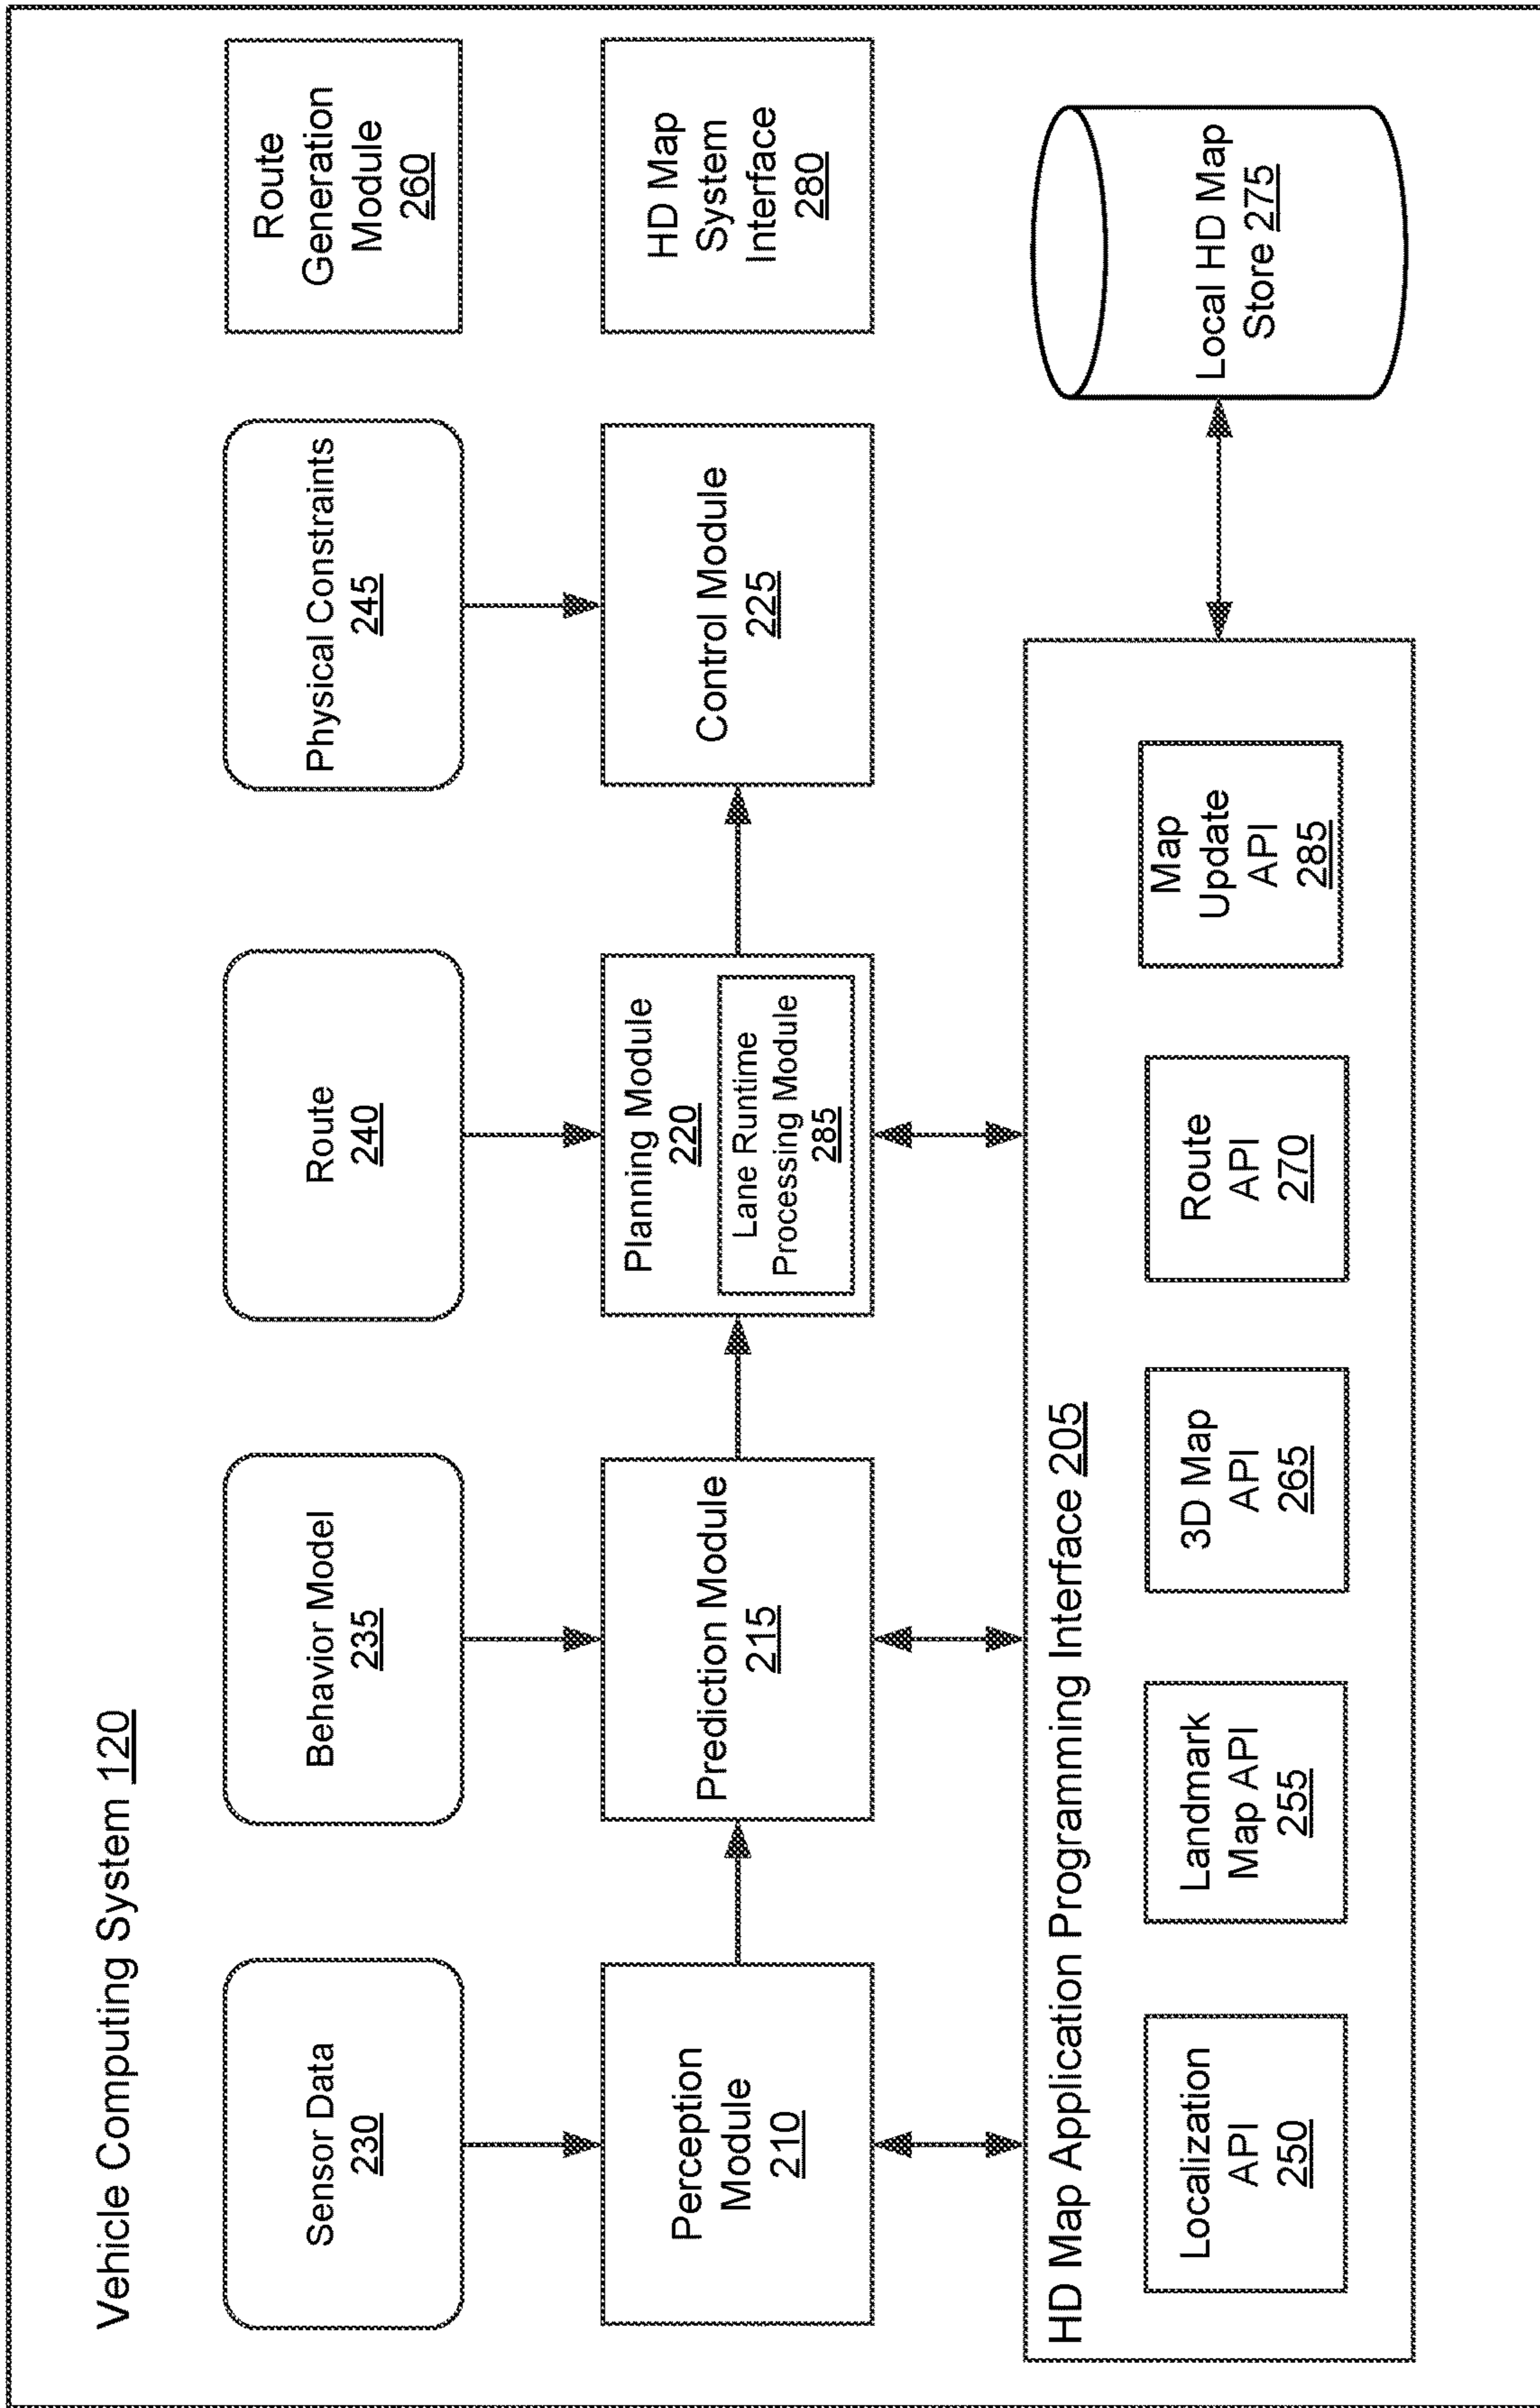 Vehicle Computing System 120
Sensor Data
230
Behavior Model
235
Route
240
Physical Constraints
245
Route
Generation
Module
260
Perception
Module
210
Prediction Module
215
Planning Module
220
Lane Runtime
Processing Module
285
Control Module
225
HD Map
System
Interface
280
HD Map Application Programming Interface 205
Localization
API
250
Landmark
Map API
255
3D Map
API
265
Route
API
270
Map
Update
API
285
Local HD Map
Store 275